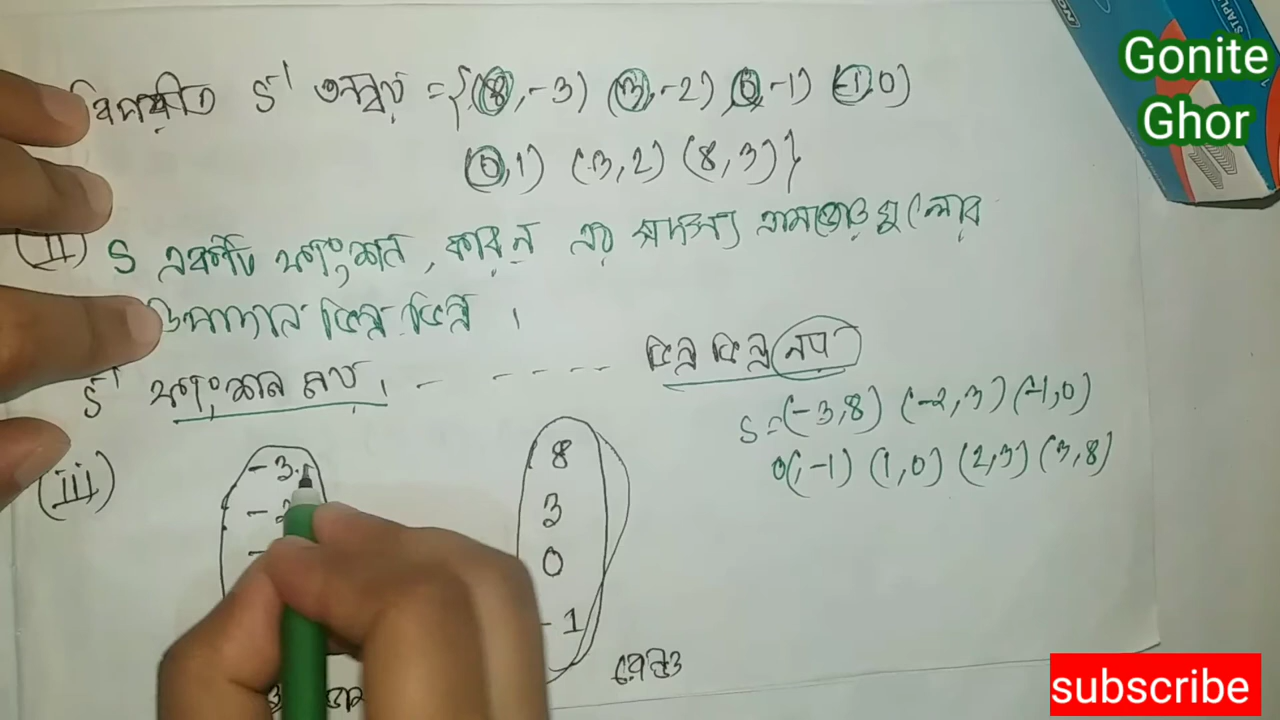 বিপরীত S⁻¹ অন্বয় = {(8, -3) (3, -2) (0, -1) (-1, 0)
(0, 1) (3, 2) (8, 3)}
(ii) S একটি ফাংশন, কারন এর সদস্য
উপাদান ভিন্ন ভিন্ন ।
ভিন্ন ভিন্ন নয়
S⁻¹ ফাংশন নয় । - - - - -
S = (-3, 8) (-2, 3) (-1, 0)
0(, -1) (1, 0) (2, 3) (3, 8)
(iii)
-3.
8
3
0
-1
রেঞ্জ
Gonite
Ghor
subscribe